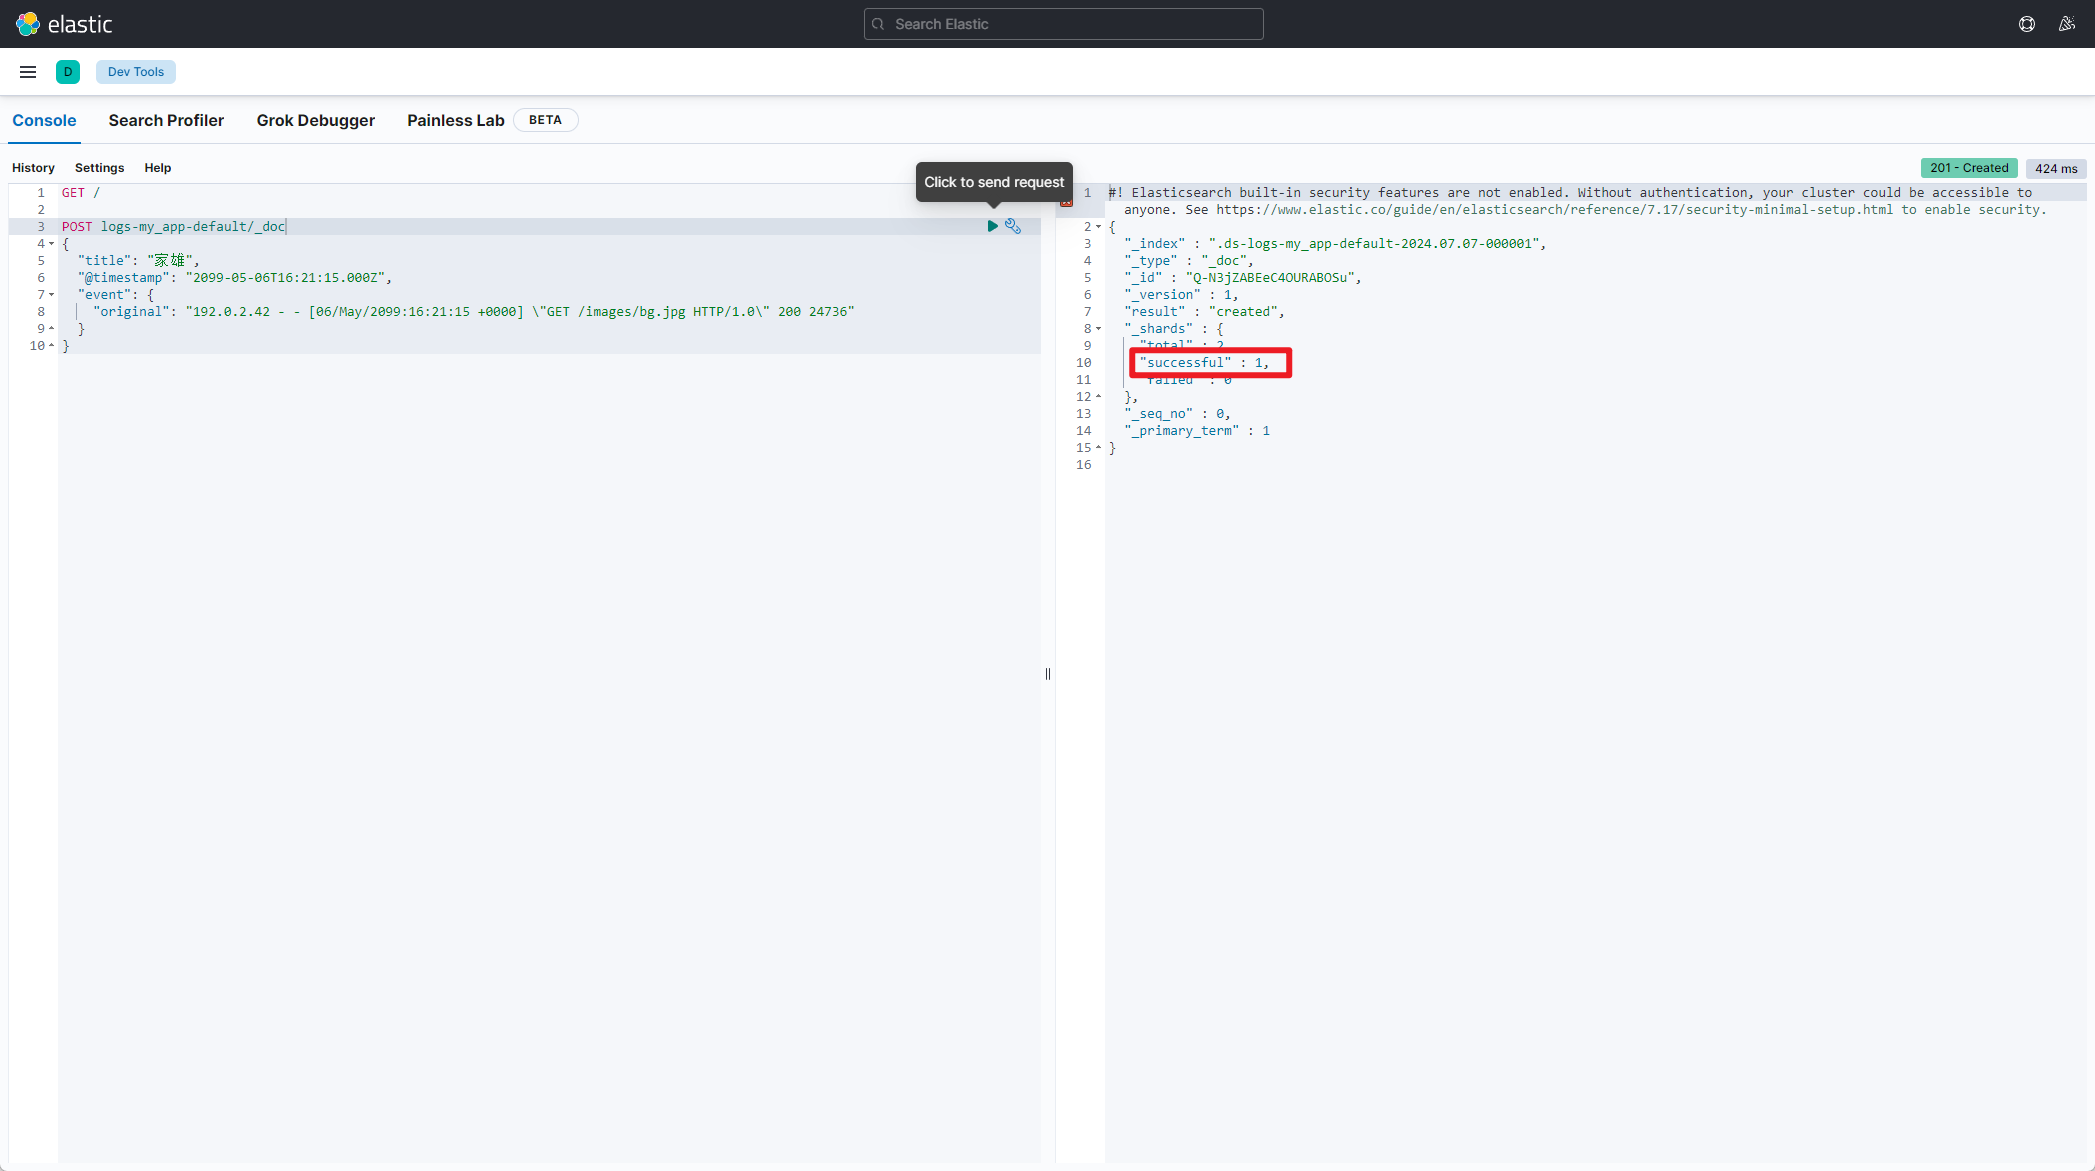 elastic
Search Elastic
D
Dev Tools
Console
Search Profiler
Grok Debugger
Painless Lab
BETA
History
Settings
Help
Click to send request
201 - Created
424 ms
1 GET /
2
3 POST logs-my_app-default/_doc
4 {
5 "title": "家雄",
6 "@timestamp": "2099-05-06T16:21:15.000Z",
7 "event": {
8 "original": "192.0.2.42 - - [06/May/2099:16:21:15 +0000] \"GET /images/bg.jpg HTTP/1.0\" 200 24736"
9 }
10 }
1 #! Elasticsearch built-in security features are not enabled. Without authentication, your cluster could be accessible to
anyone. See https://www.elastic.co/guide/en/elasticsearch/reference/7.17/security-minimal-setup.html to enable security.
2 {
3 "_index" : ".ds-logs-my_app-default-2024.07.07-000001",
4 "_type" : "_doc",
5 "_id" : "Q-N3jZABEeC4OURABOSu",
6 "_version" : 1,
7 "result" : "created",
8 "_shards" : {
9 "total" : 2
10 "successful" : 1,
11 "failed" : 0
12 },
13 "_seq_no" : 0,
14 "_primary_term" : 1
15 }
16